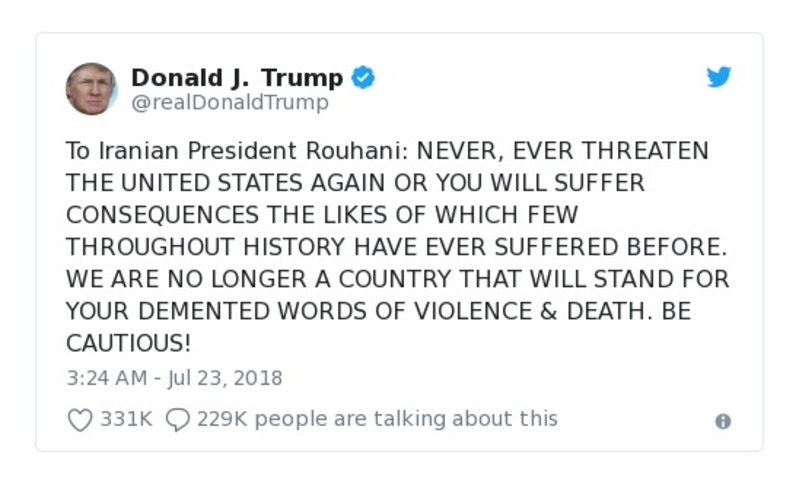 Donald J. Trump
@realDonaldTrump
To Iranian President Rouhani: NEVER, EVER THREATEN
THE UNITED STATES AGAIN OR YOU WILL SUFFER
CONSEQUENCES THE LIKES OF WHICH FEW
THROUGHOUT HISTORY HAVE EVER SUFFERED BEFORE.
WE ARE NO LONGER A COUNTRY THAT WILL STAND FOR
YOUR DEMENTED WORDS OF VIOLENCE & DEATH. BE
CAUTIOUS!
3:24 AM - Jul 23, 2018
331K 229K people are talking about this